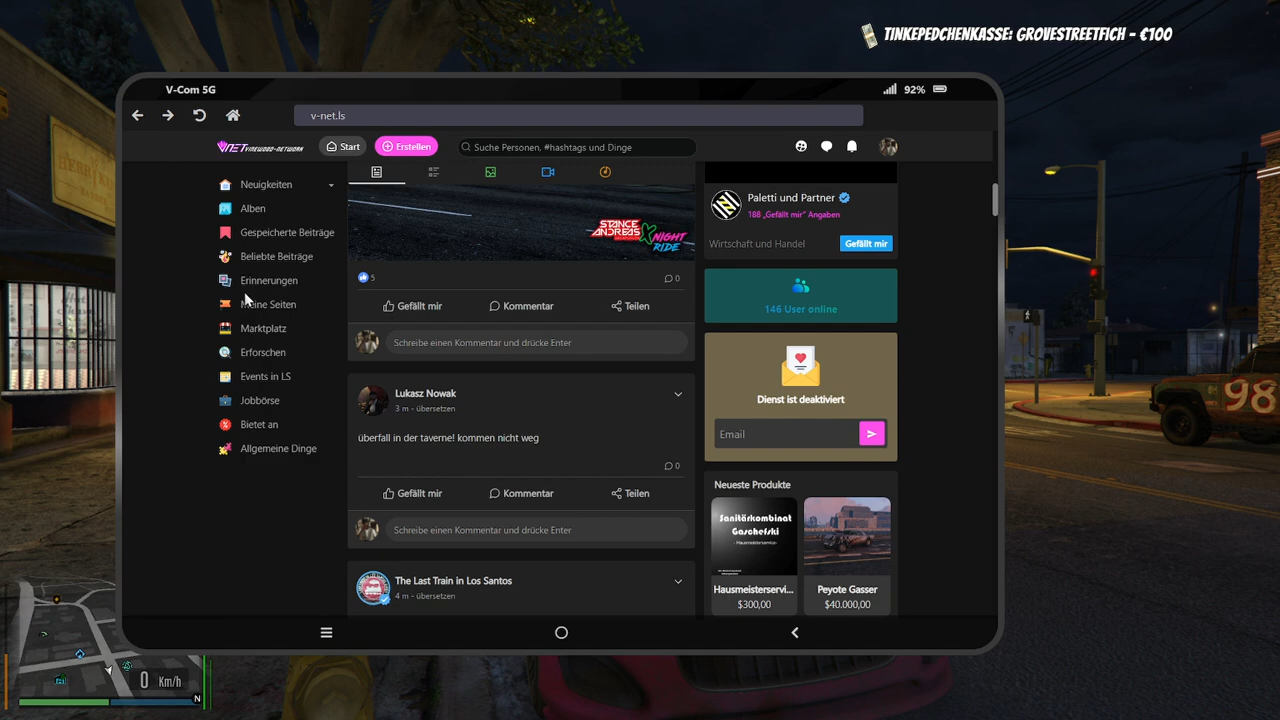 TINKEPEDCHENKASSE: GROVESTREETFICH - €100
V-Com 5G
92%
v-net.ls
VNET VINEWOOD-NETWORK
Start
Erstellen
Suche Personen, #hashtags und Dinge
Neuigkeiten
Alben
Gespeicherte Beiträge
Beliebte Beiträge
Erinnerungen
Meine Seiten
Marktplatz
Erforschen
Events in LS
Jobbörse
Bietet an
Allgemeine Dinge
STANCE
ANDREAS
X NIGHT
RIDE
5
0
Gefällt mir
Kommentar
Teilen
Schreibe einen Kommentar und drücke Enter
Lukasz Nowak
3 m - übersetzen
überfall in der taverne! kommen nicht weg
0
Gefällt mir
Kommentar
Teilen
Schreibe einen Kommentar und drücke Enter
The Last Train in Los Santos
4 m - übersetzen
Paletti und Partner
188 „Gefällt mir" Angaben
Wirtschaft und Handel
Gefällt mir
146 User online
Dienst ist deaktiviert
Email
Neueste Produkte
Sanitärkombinat
Gaschefski
- Hausmeisterservice-
Hausmeisterservi...
$300,00
Peyote Gasser
$40.000,00
98
0 Km/h
N